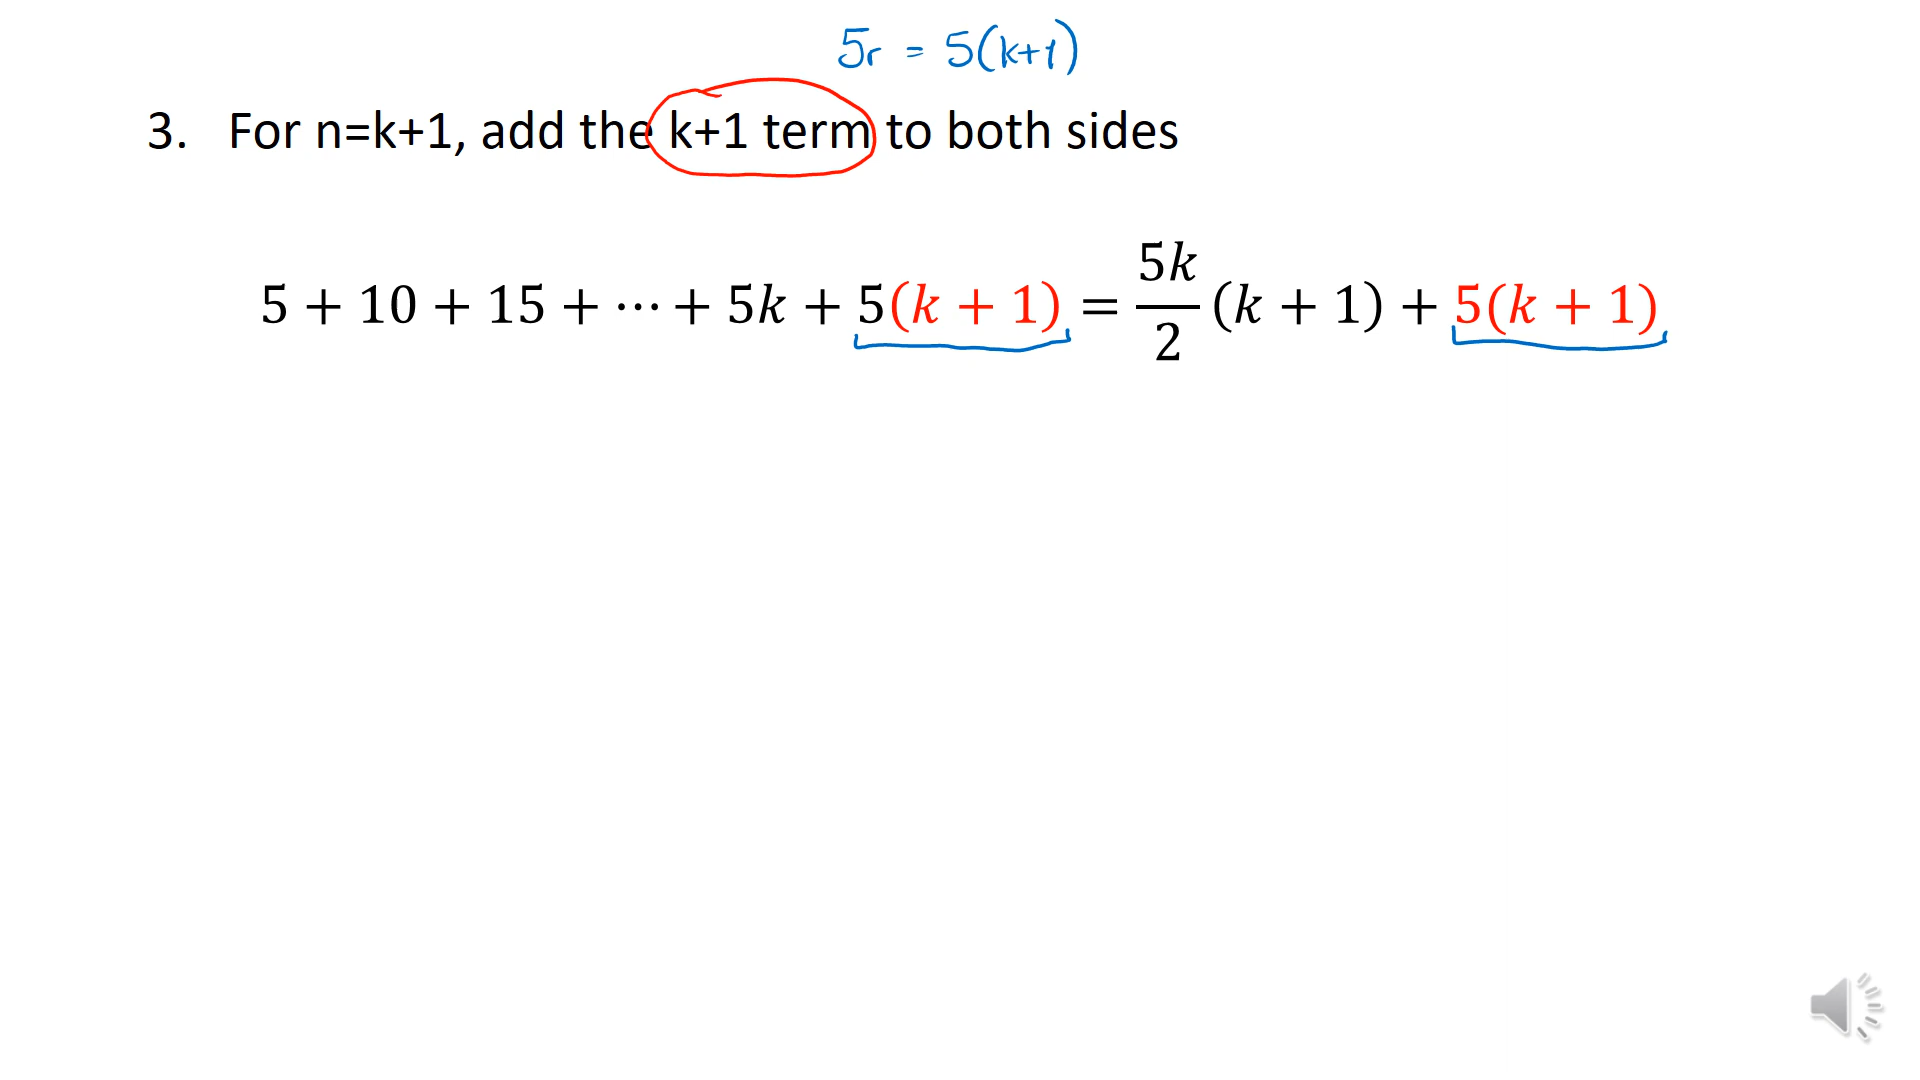 5r = 5(k+1)
3. For n=k+1, add the k+1 term to both sides
5 + 10 + 15 + ⋯ + 5k + 5(k + 1) = \frac{5k}{2}(k + 1) + 5(k + 1)